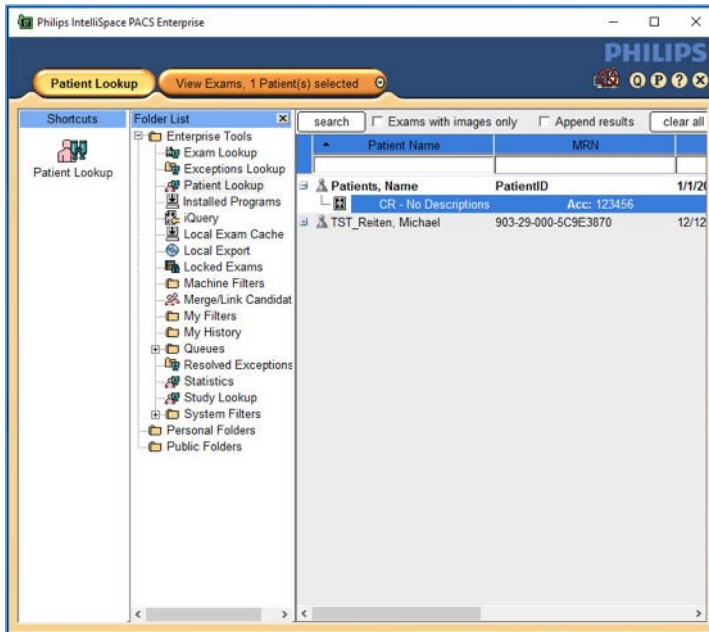 Philips IntelliSpace PACS Enterprise
PHILIPS
Patient Lookup
View Exams, 1 Patient(s) selected
Q P ?
Shortcuts
Patient Lookup
Folder List
Enterprise Tools
Exam Lookup
Exceptions Lookup
Patient Lookup
Installed Programs
iQuery
Local Exam Cache
Local Export
Locked Exams
Machine Filters
Merge/Link Candidat
My Filters
My History
Queues
Resolved Exceptions
Statistics
Study Lookup
System Filters
Personal Folders
Public Folders
search Exams with images only Append results clear all
Patient Name MRN
Patients, Name PatientID 1/1/20
CR - No Descriptions Acc: 123456
TST_Reiten, Michael 903-29-000-5C9E3870 12/12